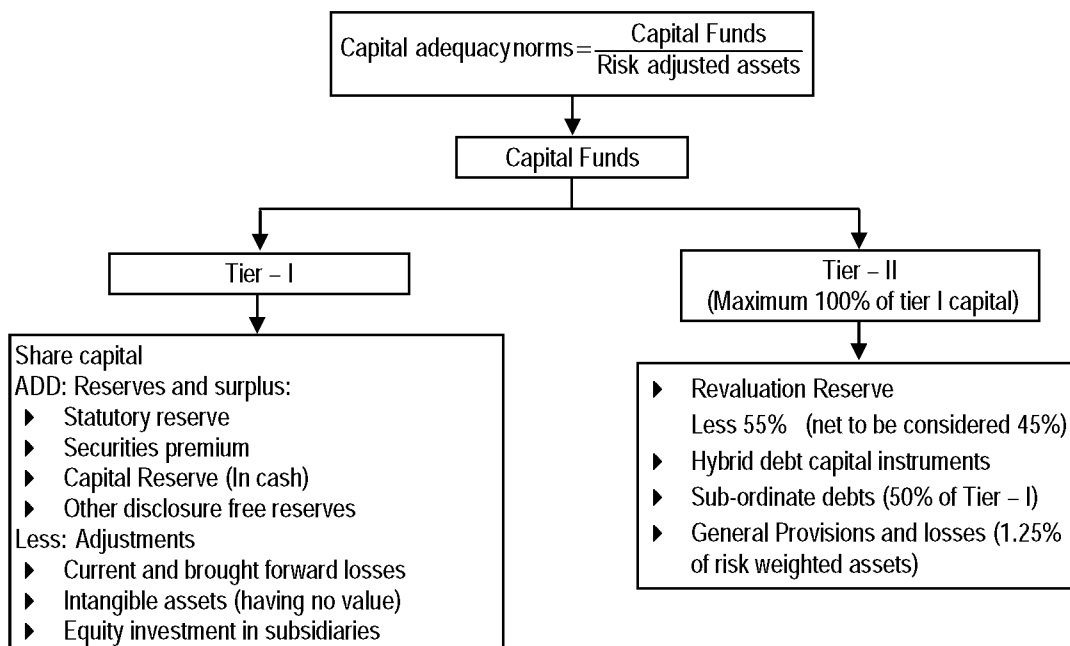 Capital adequacy norms = Capital Funds / Risk adjusted assets
Capital Funds
Tier – I
Tier – II
(Maximum 100% of tier I capital)
Share capital
ADD: Reserves and surplus:
Statutory reserve
Securities premium
Capital Reserve (In cash)
Other disclosure free reserves
Less: Adjustments
Current and brought forward losses
Intangible assets (having no value)
Equity investment in subsidiaries
Revaluation Reserve
Less 55% (net to be considered 45%)
Hybrid debt capital instruments
Sub-ordinate debts (50% of Tier – I)
General Provisions and losses (1.25%
of risk weighted assets)